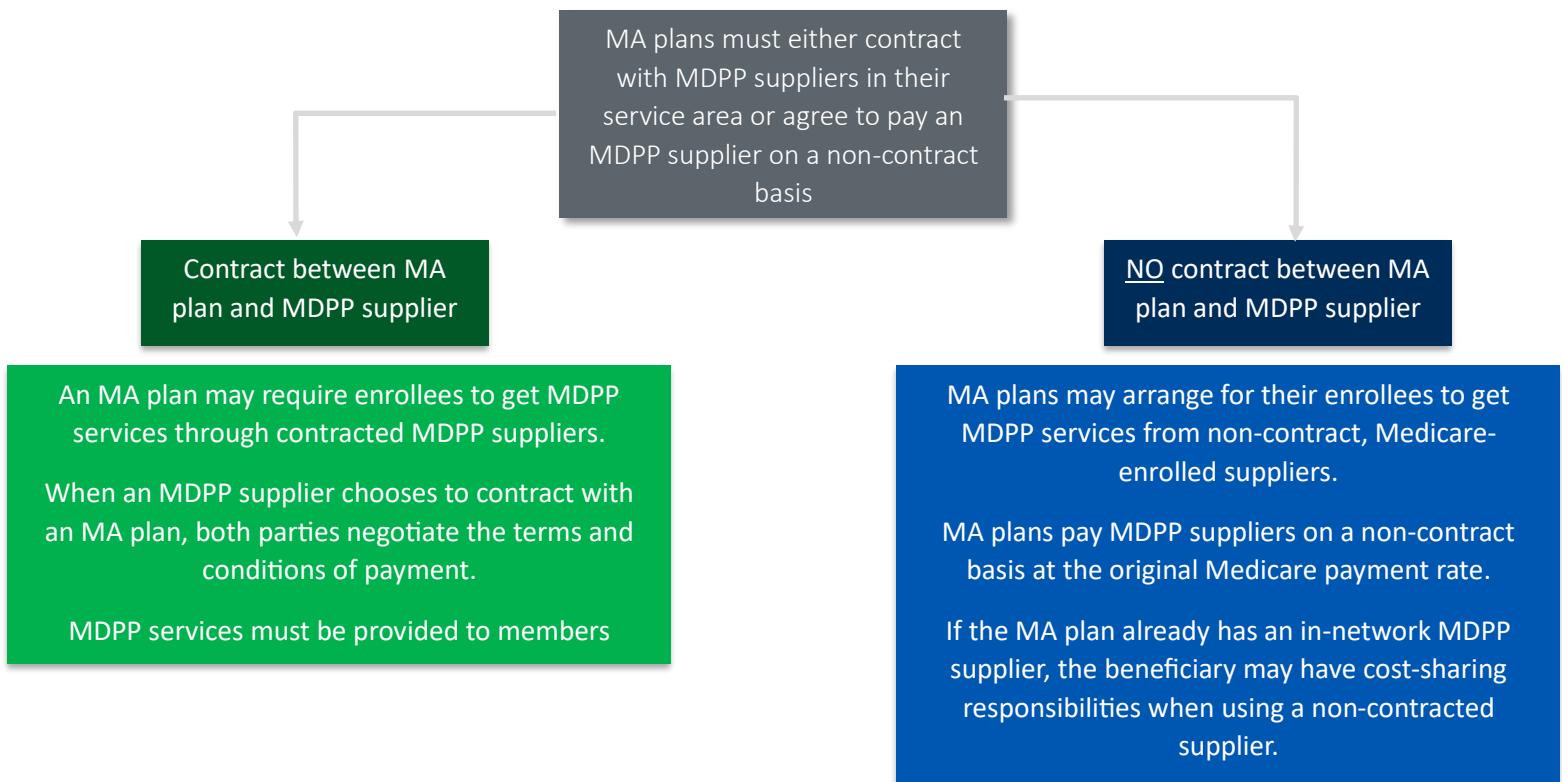 MA plans must either contract
with MDPP suppliers in their
service area or agree to pay an
MDPP supplier on a non-contract
basis
Contract between MA
plan and MDPP supplier
An MA plan may require enrollees to get MDPP
services through contracted MDPP suppliers.
When an MDPP supplier chooses to contract with
an MA plan, both parties negotiate the terms and
conditions of payment.
MDPP services must be provided to members
NO contract between MA
plan and MDPP supplier
MA plans may arrange for their enrollees to get
MDPP services from non-contract, Medicare-
enrolled suppliers.
MA plans pay MDPP suppliers on a non-contract
basis at the original Medicare payment rate.
If the MA plan already has an in-network MDPP
supplier, the beneficiary may have cost-sharing
responsibilities when using a non-contracted
supplier.